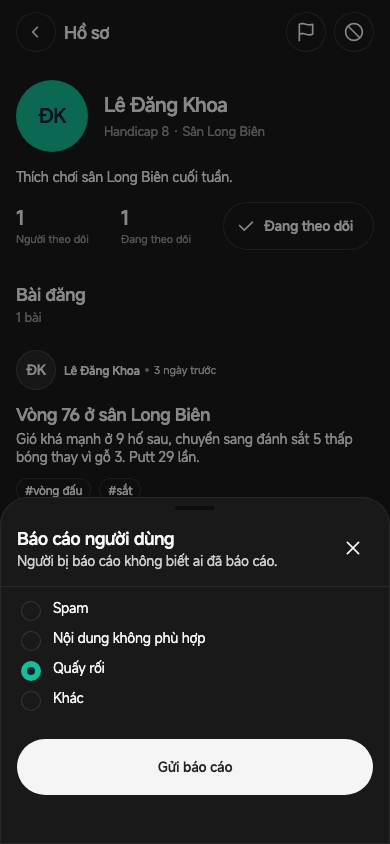 Hồ sơ
ĐK
Lê Đăng Khoa
Handicap 8 · Sân Long Biên
Thích chơi sân Long Biên cuối tuần.
1
Người theo dõi
1
Đang theo dõi
Đang theo dõi
Bài đăng
1 bài
ĐK
Lê Đăng Khoa • 3 ngày trước
Vòng 76 ở sân Long Biên
Gió khá mạnh ở 9 hố sau, chuyển sang đánh sắt 5 thấp
bóng thay vì gỗ 3. Putt 29 lần.
#vòng đấu #sắt
Báo cáo người dùng
Người bị báo cáo không biết ai đã báo cáo.
Spam
Nội dung không phù hợp
Quấy rối
Khác
Gửi báo cáo